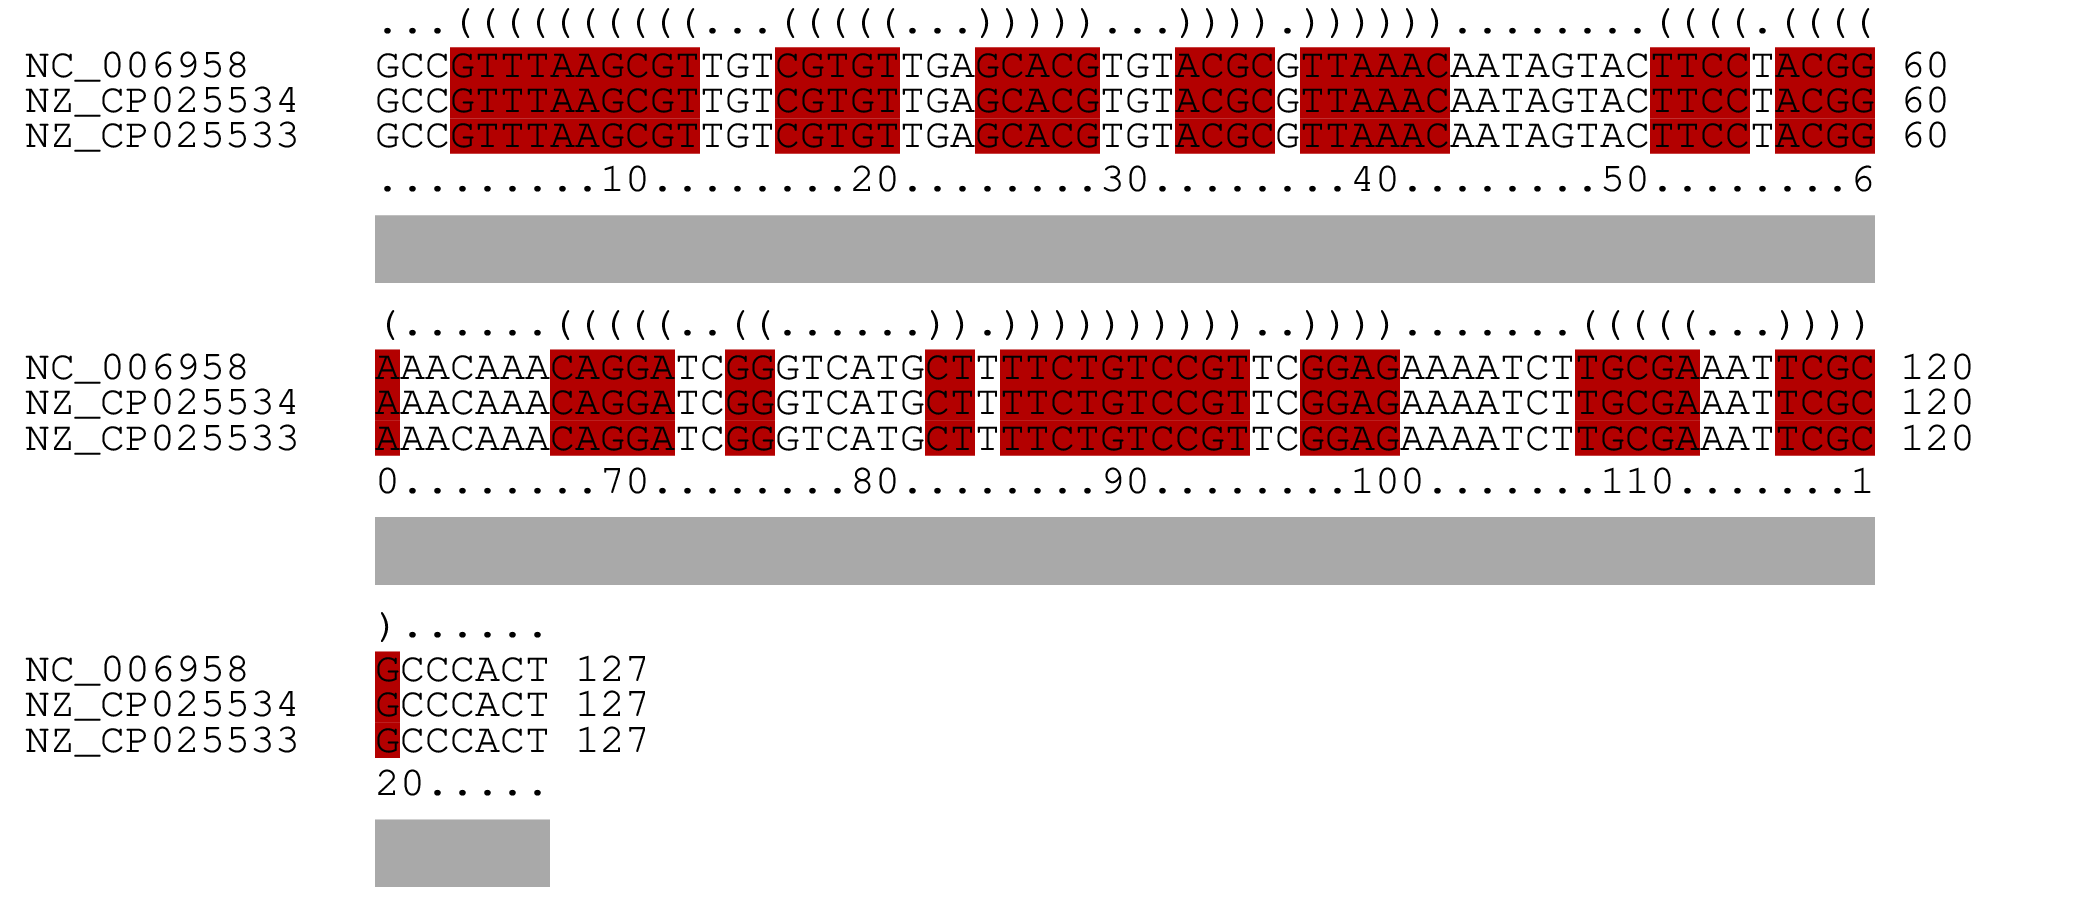 ...((((((((((...(((((...)))))...)))).))))))........((((.((((
NC_006958 GCCGTTTAAGCGTTGTCGTGTTGAGCACGTGTACGCGTTAAACAATAGTACTTCCTACGG 60
NZ_CP025534 GCCGTTTAAGCGTTGTCGTGTTGAGCACGTGTACGCGTTAAACAATAGTACTTCCTACGG 60
NZ_CP025533 GCCGTTTAAGCGTTGTCGTGTTGAGCACGTGTACGCGTTAAACAATAGTACTTCCTACGG 60
.........10........20........30........40........50........6
(......(((((..((......)).))))))))))..)))).......(((((...))))
NC_006958 AAACAAACAGGATCGGGTCATGCTTTTCTGTCCGTTCGGAGAAAATCTTGCGAAATTCGC 120
NZ_CP025534 AAACAAACAGGATCGGGTCATGCTTTTCTGTCCGTTCGGAGAAAATCTTGCGAAATTCGC 120
NZ_CP025533 AAACAAACAGGATCGGGTCATGCTTTTCTGTCCGTTCGGAGAAAATCTTGCGAAATTCGC 120
0........70........80........90........100.......110.......1
)......
NC_006958 GCCCACT 127
NZ_CP025534 GCCCACT 127
NZ_CP025533 GCCCACT 127
20.....